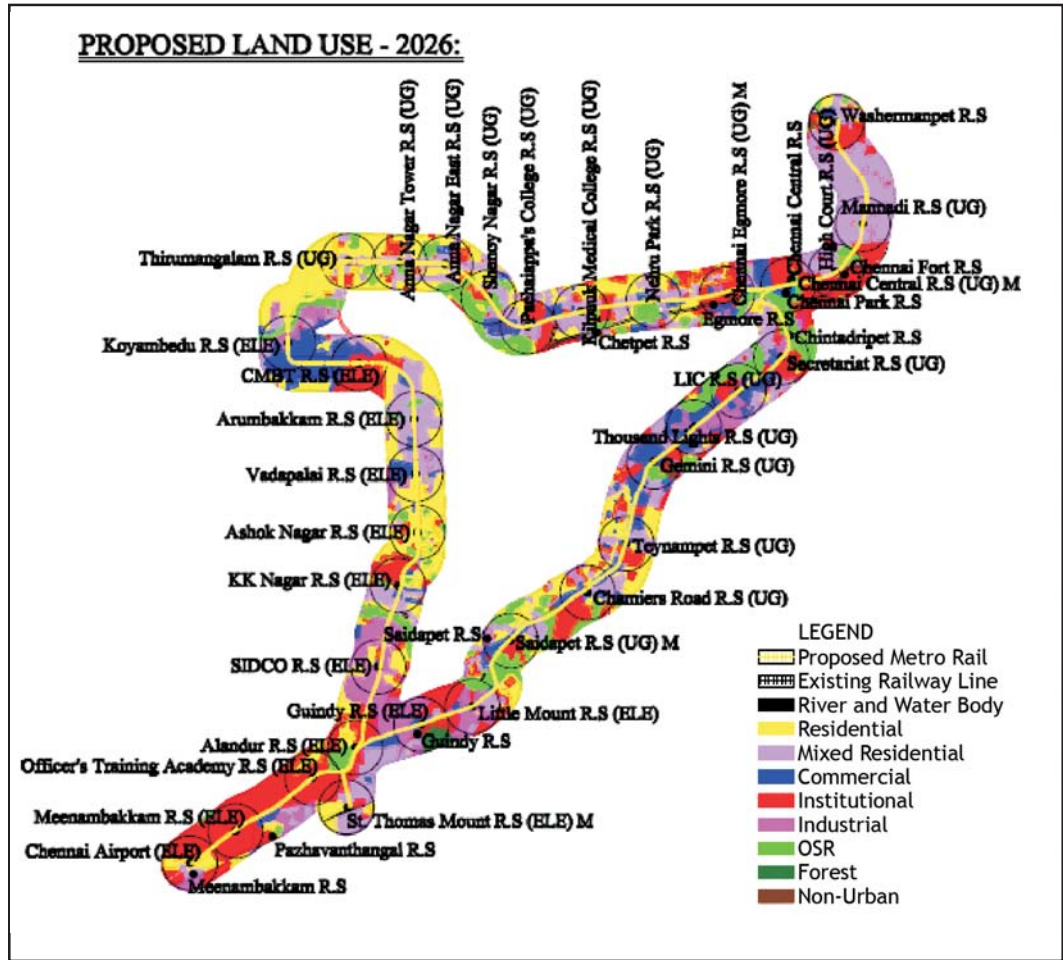 PROPOSED LAND USE - 2026:
Washermanpet R.S
Mannadi R.S (UG)
High Court R.S (UG)
Chennai Central R.S
Chennai Egmore R.S (UG) M
Nehru Park R.S (UG)
Kilpauk Medical College R.S (UG)
Pachaiappa's College R.S (UG)
Shenoy Nagar R.S (UG)
Anna Nagar East R.S (UG)
Anna Nagar Tower R.S (UG)
Thirumangalam R.S (UG)
Chennai Fort R.S
Chennai Central R.S (UG) M
Chennai Park R.S
Egmore R.S
Chetpet R.S
Chintadripet R.S
Secretariat R.S (UG)
Koyambedu R.S (ELE)
CMBT R.S (ELE)
LIC R.S (UG)
Arumbakkam R.S (ELE)
Thousand Lights R.S (UG)
Gemini R.S (UG)
Vadapalai R.S (ELE)
Ashok Nagar R.S (ELE)
Teynampet R.S (UG)
KK Nagar R.S (ELE)
Chamiers Road R.S (UG)
Saidapet R.S
Saidapet R.S (UG) M
SIDCO R.S (ELE)
Guindy R.S (ELE)
Little Mount R.S (ELE)
Guindy R.S
Alandur R.S (ELE)
Officer's Training Academy R.S (ELE)
Meenambakkam R.S (ELE)
St. Thomas Mount R.S (ELE) M
Chennai Airport (ELE)
Pazhavanthangal R.S
Meenambakkam R.S
LEGEND
Proposed Metro Rail
Existing Railway Line
River and Water Body
Residential
Mixed Residential
Commercial
Institutional
Industrial
OSR
Forest
Non-Urban